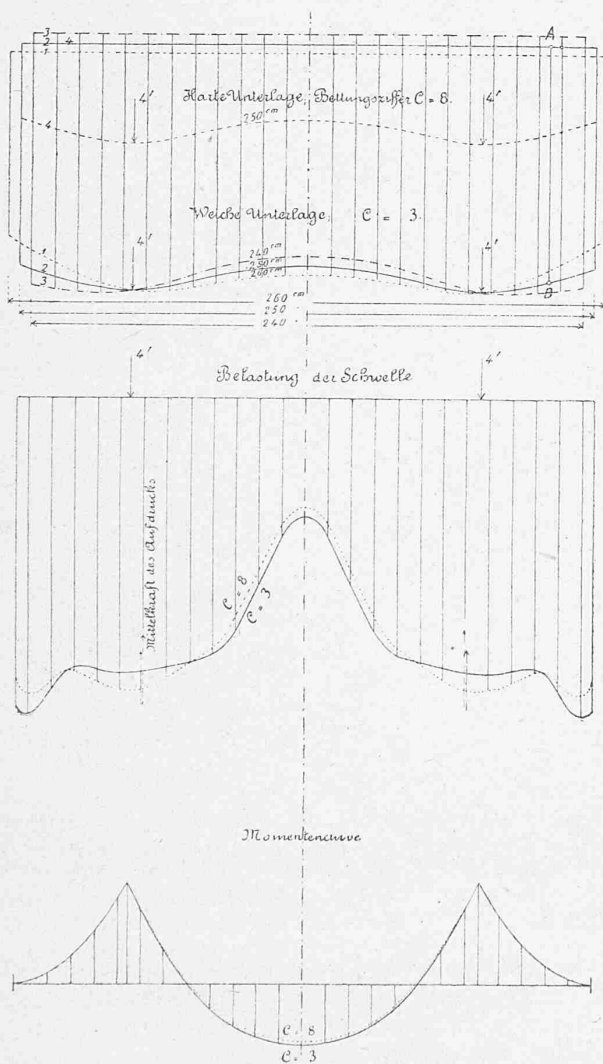 3
2 4
1
A
4'
Harte Unterlage, Bettungsziffer C = 8.
4'
250 cm
4
Weiche Unterlage, C = 3.
4'
4'
1
2
3
240 cm
250 cm
260 cm
B
260 cm
250
240
4'
4'
Belastung der Schwelle
Mittelkraft des Aufdrucks
C = 8
C = 3
Momentencurve
C = 8
C = 3